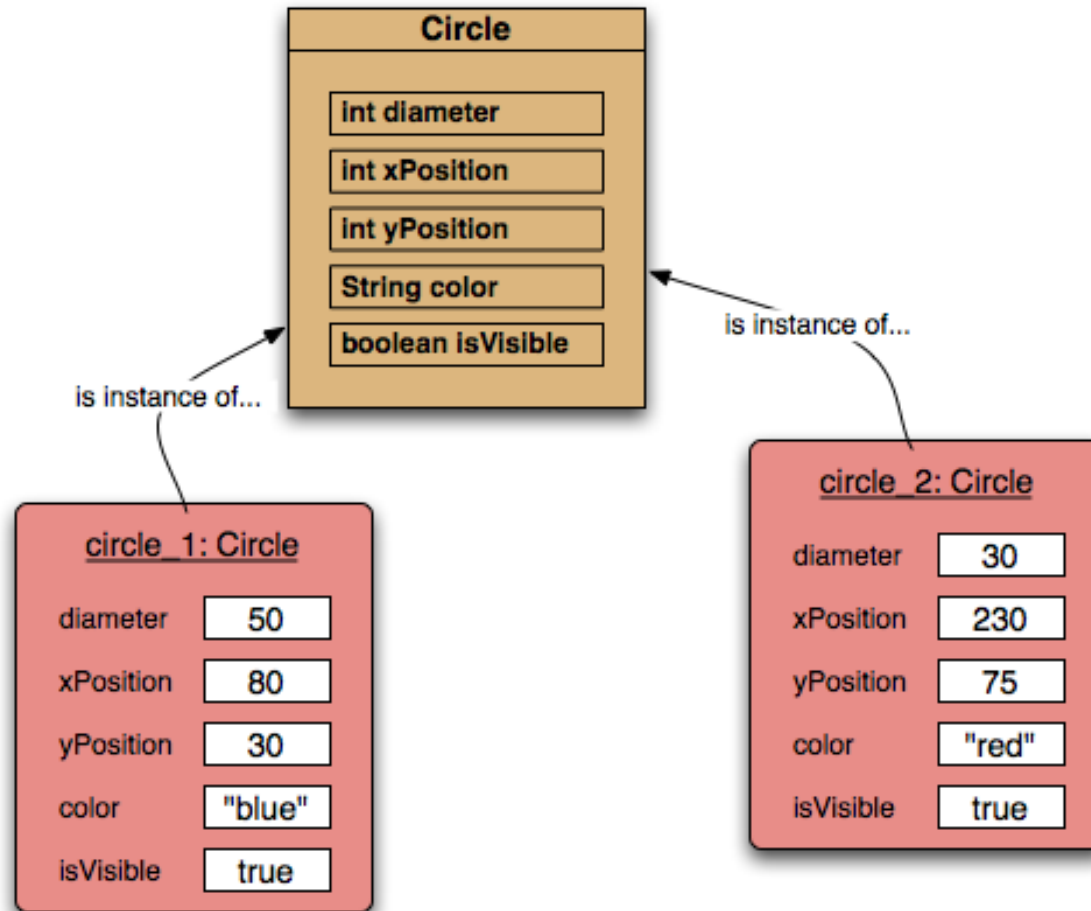 Circle
int diameter
int xPosition
int yPosition
String color
boolean isVisible
is instance of...
is instance of...
circle_1: Circle
diameter 50
xPosition 80
yPosition 30
color "blue"
isVisible true
circle_2: Circle
diameter 30
xPosition 230
yPosition 75
color "red"
isVisible true